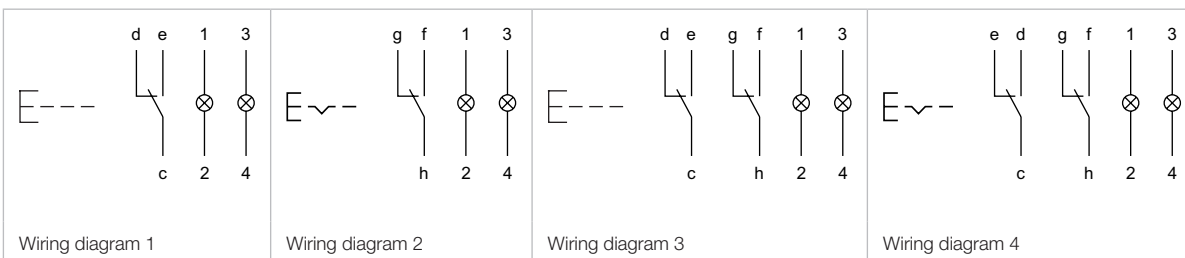 d e 1 3
c 2 4
Wiring diagram 1
g f 1 3
h 2 4
Wiring diagram 2
d e g f 1 3
c h 2 4
Wiring diagram 3
e d g f 1 3
c h 2 4
Wiring diagram 4